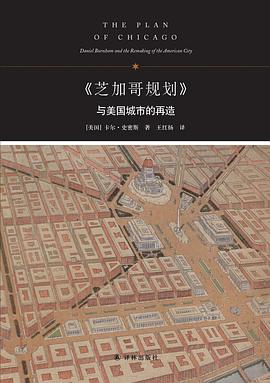 THE PLAN
OF CHICAGO
Daniel Burnham and the Remaking of the American City
《芝加哥规划》
与美国城市的再造
[美国] 卡尔·史密斯 著 王红扬 译
译林出版社